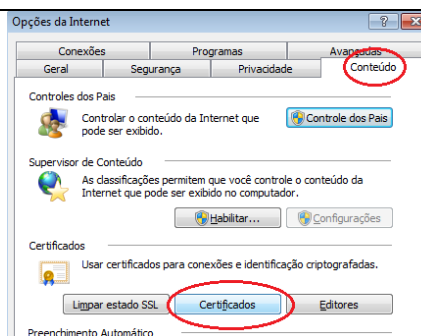 Opções da Internet
Conexões Programas Avançadas
Geral Segurança Privacidade Conteúdo
Controles dos Pais
Controlar o conteúdo da Internet que
pode ser exibido.
Controle dos Pais
Supervisor de Conteúdo
As classificações permitem que você controle o conteúdo da
Internet que pode ser exibido no computador.
Habilitar... Configurações
Certificados
Usar certificados para conexões e identificação criptografadas.
Limpar estado SSL Certificados Editores
Preenchimento Automático